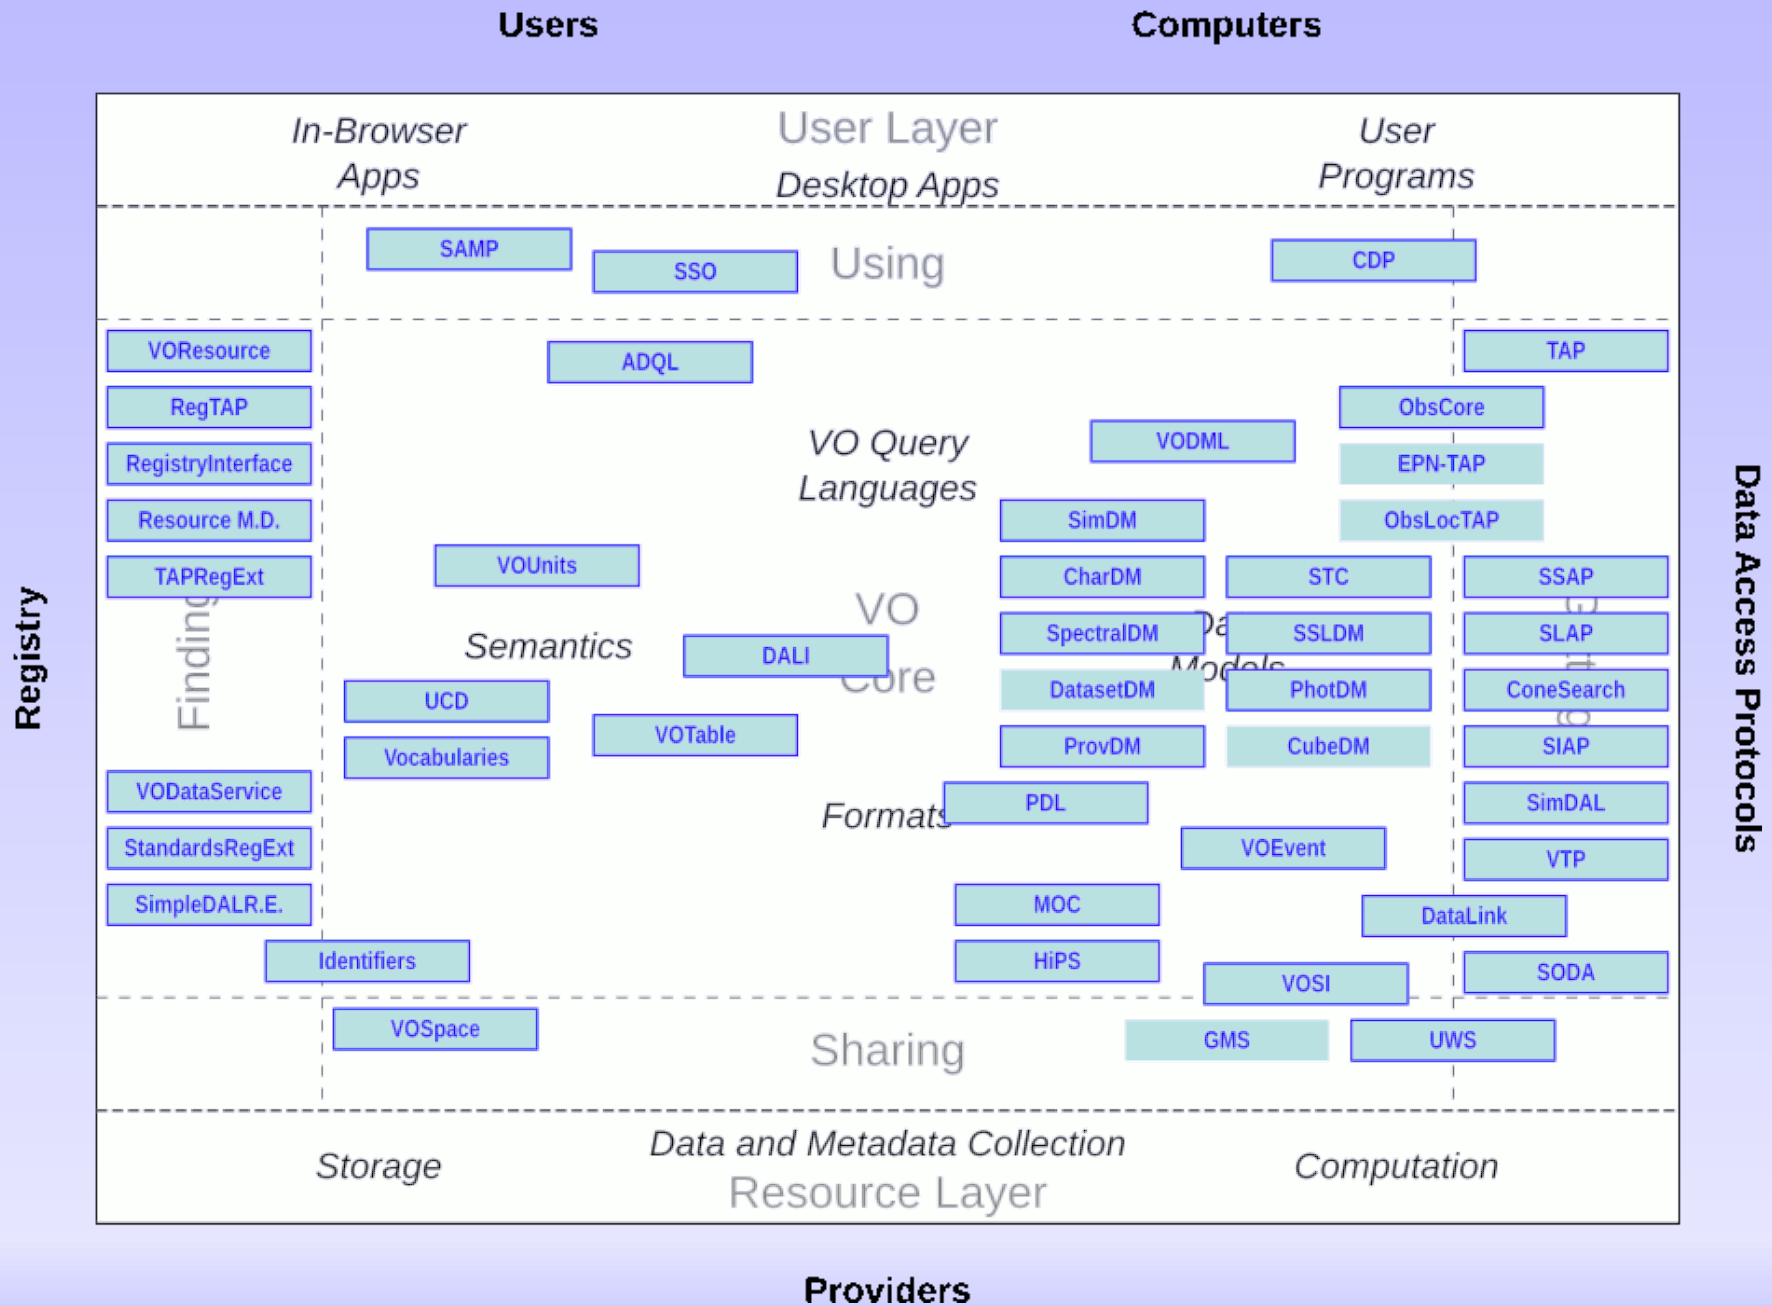 Users
Computers
In-Browser
Apps
User Layer
Desktop Apps
User
Programs
SAMP
SSO
Using
CDP
VOResource
RegTAP
RegistryInterface
Resource M.D.
TAPRegExt
Finding
VODataService
StandardsRegExt
SimpleDALR.E.
Identifiers
ADQL
VO Query
Languages
VOUnits
Semantics
UCD
Vocabularies
VO
Core
DALI
VOTable
Formats
VODML
SimDM
CharDM
SpectralDM
DatasetDM
ProvDM
PDL
STC
SSLDM
PhotDM
CubeDM
Models
VOEvent
MOC
HiPS
VOSI
TAP
ObsCore
EPN-TAP
ObsLocTAP
SSAP
SLAP
ConeSearch
SIAP
SimDAL
VTP
DataLink
SODA
VOSpace
Sharing
GMS
UWS
Storage
Data and Metadata Collection
Resource Layer
Computation
Registry
Data Access Protocols
Providers